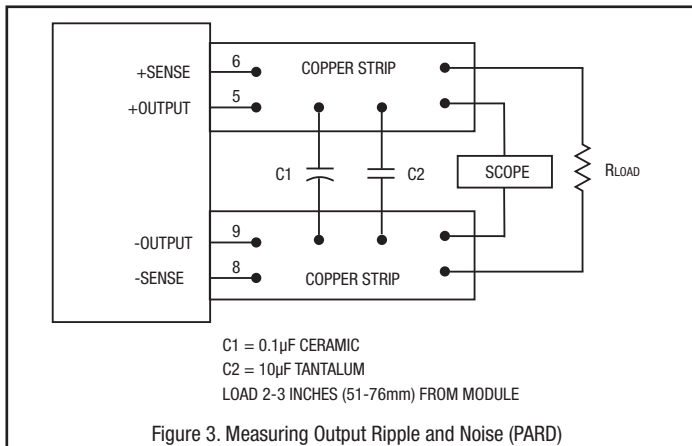 +SENSE 6 COPPER STRIP
+OUTPUT 5
C1 C2 SCOPE RLOAD
-OUTPUT 9
-SENSE 8 COPPER STRIP
C1 = 0.1µF CERAMIC
C2 = 10µF TANTALUM
LOAD 2-3 INCHES (51-76mm) FROM MODULE
Figure 3. Measuring Output Ripple and Noise (PARD)